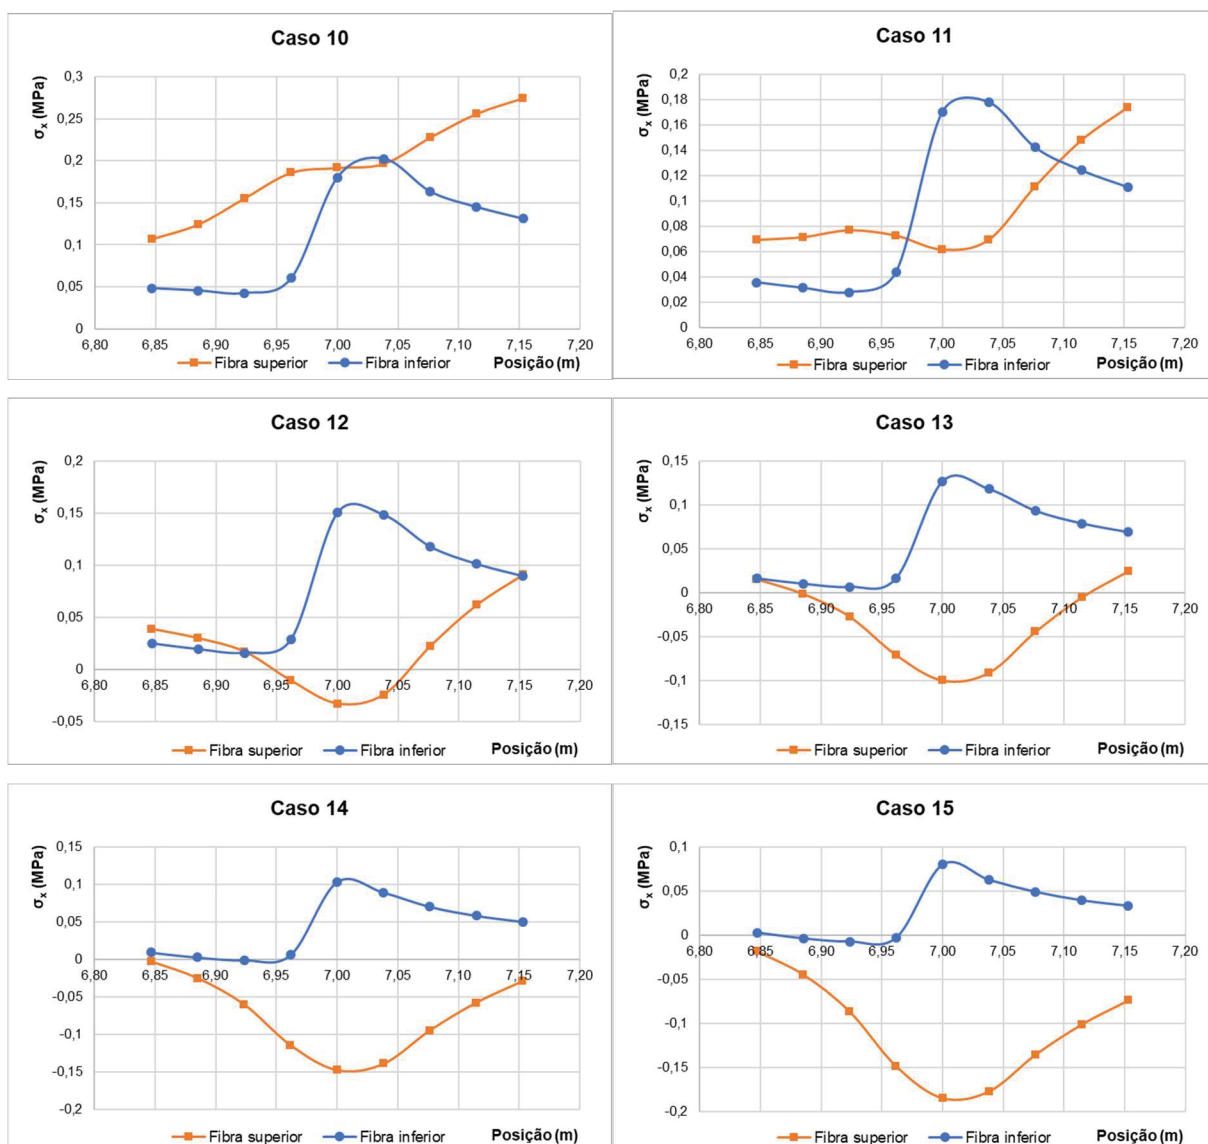 Caso 10
σx (MPa)
0,3
0,25
0,2
0,15
0,1
0,05
0
6,80 6,85 6,90 6,95 7,00 7,05 7,10 7,15 7,20
Fibra superior Fibra inferior Posição (m)
Caso 11
σx (MPa)
0,2
0,18
0,16
0,14
0,12
0,1
0,08
0,06
0,04
0,02
0
6,80 6,85 6,90 6,95 7,00 7,05 7,10 7,15 7,20
Fibra superior Fibra inferior Posição (m)
Caso 12
σx (MPa)
0,2
0,15
0,1
0,05
0
6,80 6,85 6,90 6,95 7,00 7,05 7,10 7,15 7,20
-0,05
Fibra superior Fibra inferior Posição (m)
Caso 13
σx (MPa)
0,15
0,1
0,05
0
6,80 6,85 6,90 6,95 7,00 7,05 7,10 7,15 7,20
-0,05
-0,1
-0,15
Fibra superior Fibra inferior Posição (m)
Caso 14
σx (MPa)
0,15
0,1
0,05
0
6,80 6,85 6,90 6,95 7,00 7,05 7,10 7,15 7,20
-0,05
-0,1
-0,15
-0,2
Fibra superior Fibra inferior Posição (m)
Caso 15
σx (MPa)
0,1
0,05
0
6,80 6,85 6,90 6,95 7,00 7,05 7,10 7,15 7,20
-0,05
-0,1
-0,15
-0,2
Fibra superior Fibra inferior Posição (m)